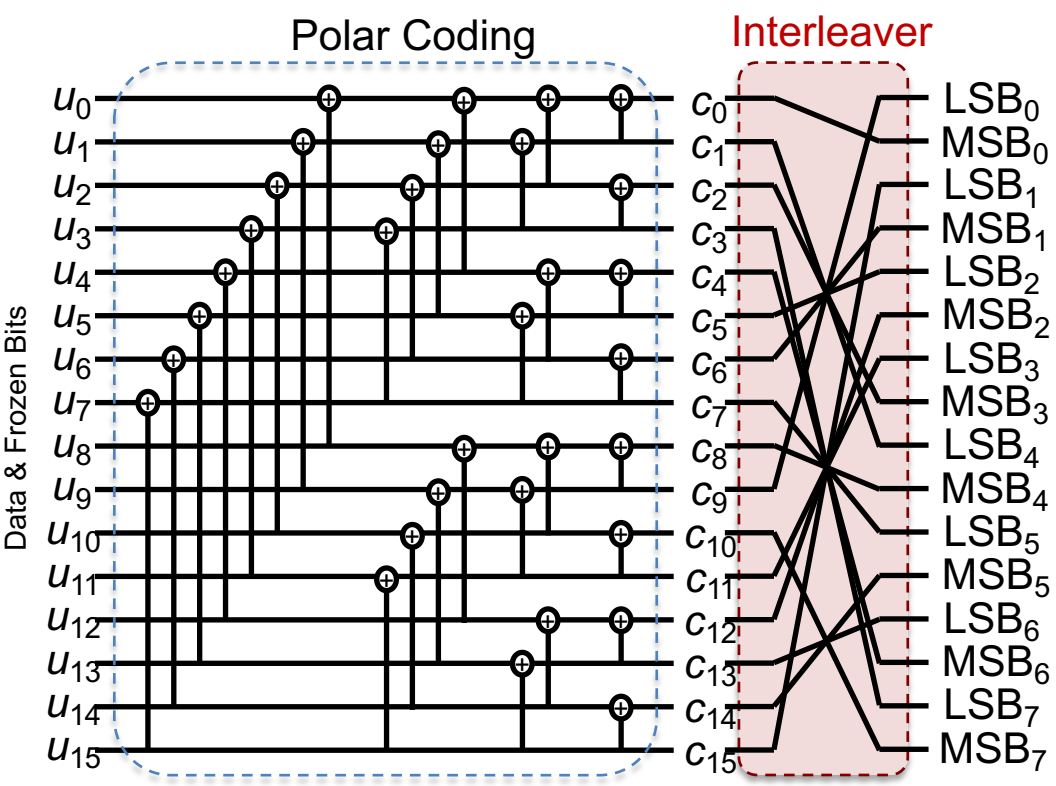 Polar Coding
Interleaver
Data & Frozen Bits
u0
u1
u2
u3
u4
u5
u6
u7
u8
u9
u10
u11
u12
u13
u14
u15
c0
c1
c2
c3
c4
c5
c6
c7
c8
c9
c10
c11
c12
c13
c14
c15
LSB0
MSB0
LSB1
MSB1
LSB2
MSB2
LSB3
MSB3
LSB4
MSB4
LSB5
MSB5
LSB6
MSB6
LSB7
MSB7